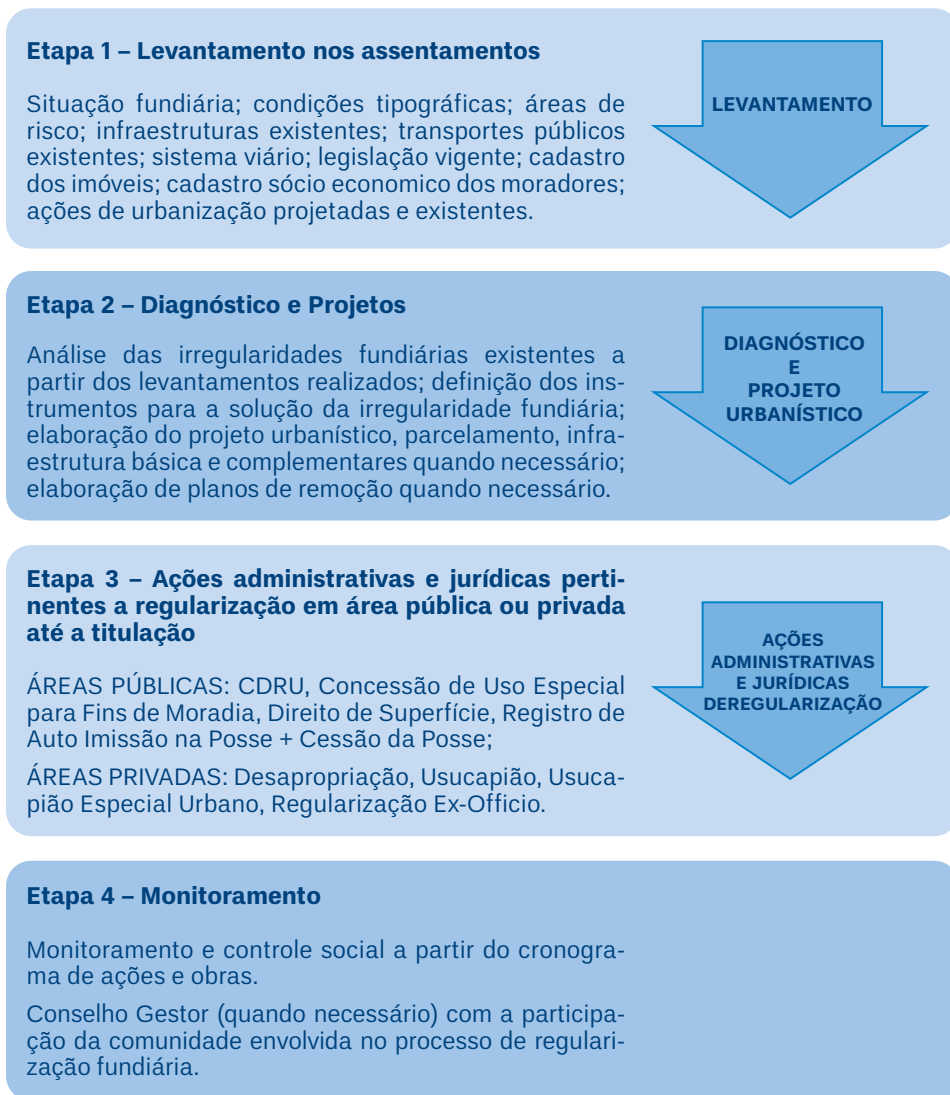 Etapa 1 – Levantamento nos assentamentos
Situação fundiária; condições tipográficas; áreas de
risco; infraestruturas existentes; transportes públicos
existentes; sistema viário; legislação vigente; cadastro
dos imóveis; cadastro sócio economico dos moradores;
ações de urbanização projetadas e existentes.
LEVANTAMENTO
Etapa 2 – Diagnóstico e Projetos
Análise das irregularidades fundiárias existentes a
partir dos levantamentos realizados; definição dos ins-
trumentos para a solução da irregularidade fundiária;
elaboração do projeto urbanístico, parcelamento, infra-
estrutura básica e complementares quando necessário;
elaboração de planos de remoção quando necessário.
DIAGNÓSTICO
E
PROJETO
URBANÍSTICO
Etapa 3 – Ações administrativas e jurídicas perti-
nentes a regularização em área pública ou privada
até a titulação
ÁREAS PÚBLICAS: CDRU, Concessão de Uso Especial
para Fins de Moradia, Direito de Superfície, Registro de
Auto Imissão na Posse + Cessão da Posse;
ÁREAS PRIVADAS: Desapropriação, Usucapião, Usuca-
pião Especial Urbano, Regularização Ex-Officio.
AÇÕES
ADMINISTRATIVAS
E JURÍDICAS
DEREGULARIZAÇÃO
Etapa 4 – Monitoramento
Monitoramento e controle social a partir do cronogra-
ma de ações e obras.
Conselho Gestor (quando necessário) com a participa-
ção da comunidade envolvida no processo de regulari-
zação fundiária.